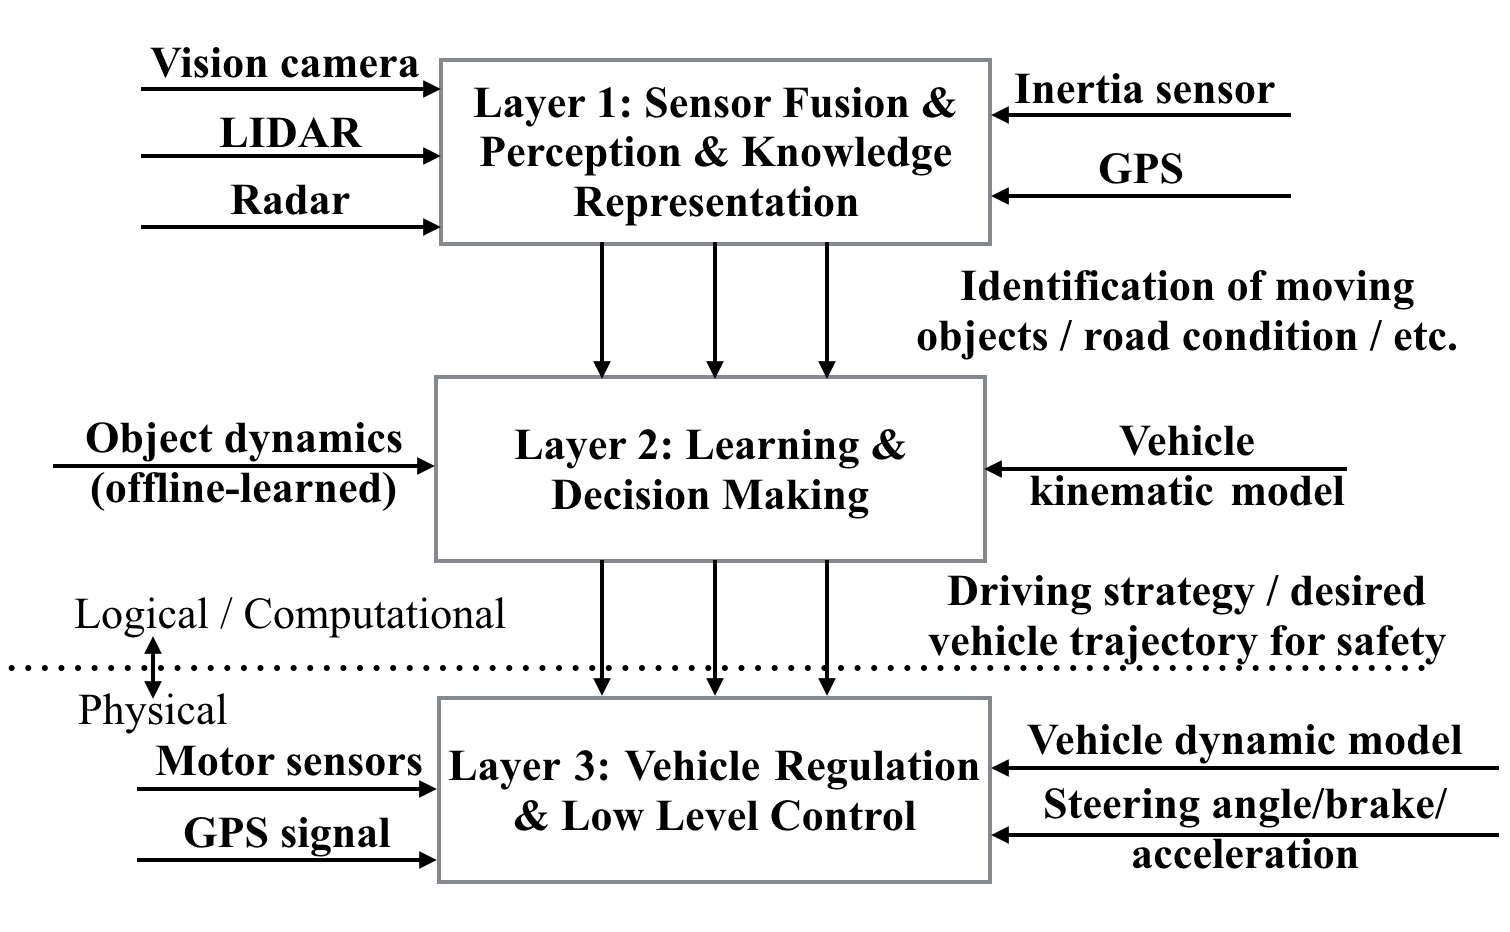 Vision camera
LIDAR
Radar
Layer 1: Sensor Fusion &
Perception & Knowledge
Representation
Inertia sensor
GPS
Identification of moving
objects / road condition / etc.
Object dynamics
(offline-learned)
Layer 2: Learning &
Decision Making
Vehicle
kinematic model
Driving strategy / desired
vehicle trajectory for safety
Logical / Computational
Physical
Motor sensors
GPS signal
Layer 3: Vehicle Regulation
& Low Level Control
Vehicle dynamic model
Steering angle/brake/
acceleration